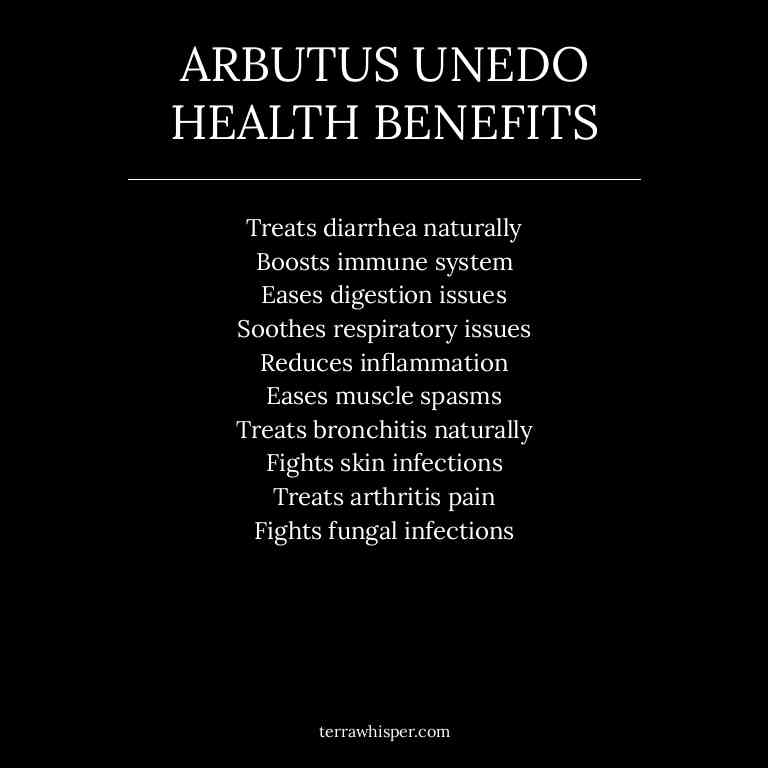 ARBUTUS UNEDO
HEALTH BENEFITS
Treats diarrhea naturally
Boosts immune system
Eases digestion issues
Soothes respiratory issues
Reduces inflammation
Eases muscle spasms
Treats bronchitis naturally
Fights skin infections
Treats arthritis pain
Fights fungal infections
terrawhisper.com